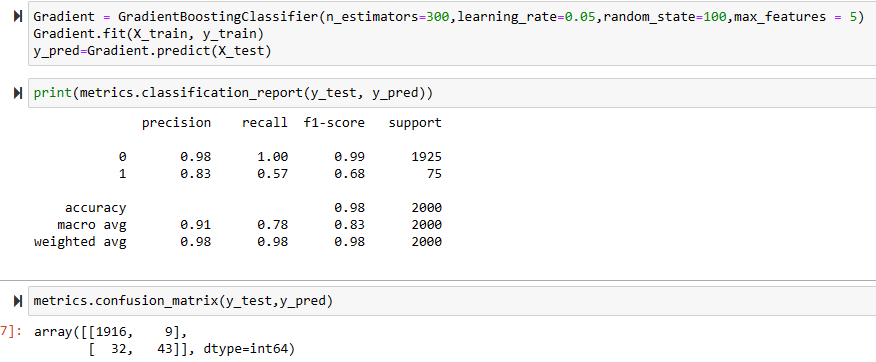 Gradient = GradientBoostingClassifier(n_estimators=300,learning_rate=0.05,random_state=100,max_features = 5)
Gradient.fit(X_train, y_train)
y_pred=Gradient.predict(X_test)
print(metrics.classification_report(y_test, y_pred))
precision    recall  f1-score   support
0       0.98      1.00      0.99      1925
1       0.83      0.57      0.68        75
accuracy                           0.98      2000
macro avg       0.91      0.78      0.83      2000
weighted avg       0.98      0.98      0.98      2000
metrics.confusion_matrix(y_test,y_pred)
7]: array([[1916,    9],
[  32,   43]], dtype=int64)